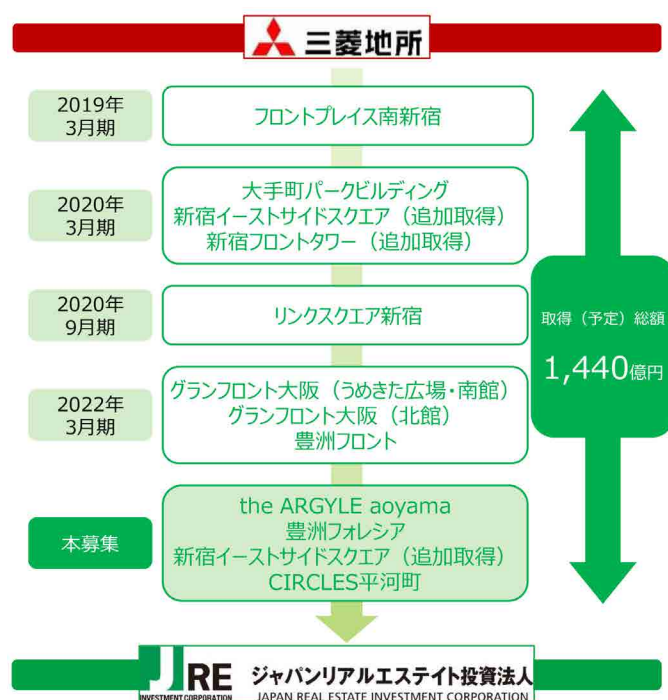 三菱地所
2019年
3月期
フロントプレイス南新宿
2020年
3月期
大手町パークビルディング
新宿イーストサイドスクエア（追加取得）
新宿フロントタワー（追加取得）
2020年
9月期
リンクスクエア新宿
取得（予定）総額
1,440億円
2022年
3月期
グランフロント大阪（うめきた広場・南館）
グランフロント大阪（北館）
豊洲フロント
本募集
the ARGYLE aoyama
豊洲フォレシア
新宿イーストサイドスクエア（追加取得）
CIRCLES平河町
JRE
INVESTMENT CORPORATION
ジャパンリアルエステイト投資法人
JAPAN REAL ESTATE INVESTMENT CORPORATION